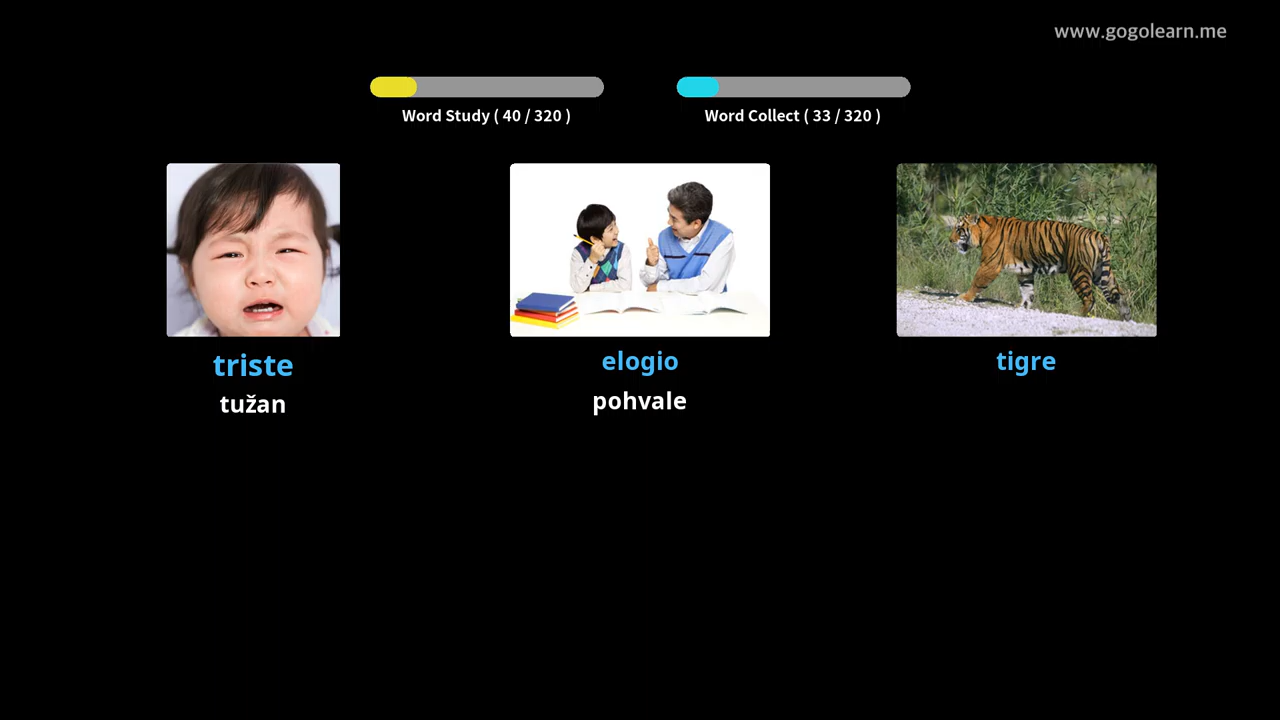 www.gogolearn.me
Word Study ( 40 / 320 )
Word Collect ( 33 / 320 )
triste
elogio
tigre
tužan
pohvale